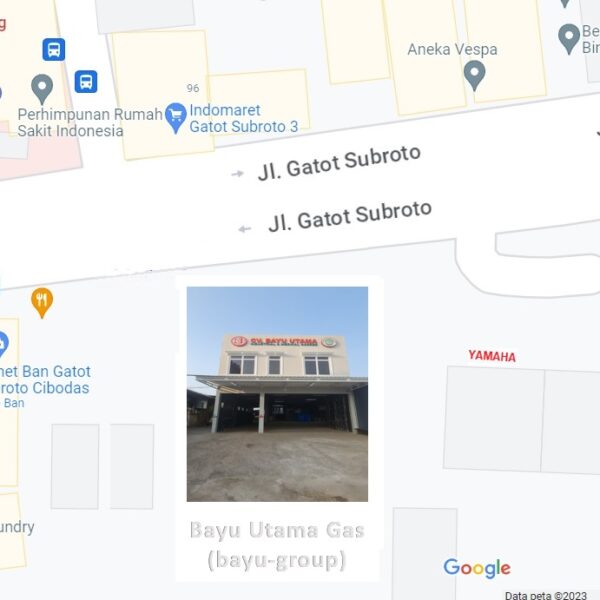 g
Aneka Vespa
Be
Bin
96
Perhimpunan Rumah
Sakit Indonesia
Indomaret
Gatot Subroto 3
Jl. Gatot Subroto
Jl. Gatot Subroto
C.V. BAYU UTAMA
YAMAHA
net Ban Gatot
roto Cibodas
Ban
undry
Bayu Utama Gas
(bayu-group)
Google
Data peta ©2023